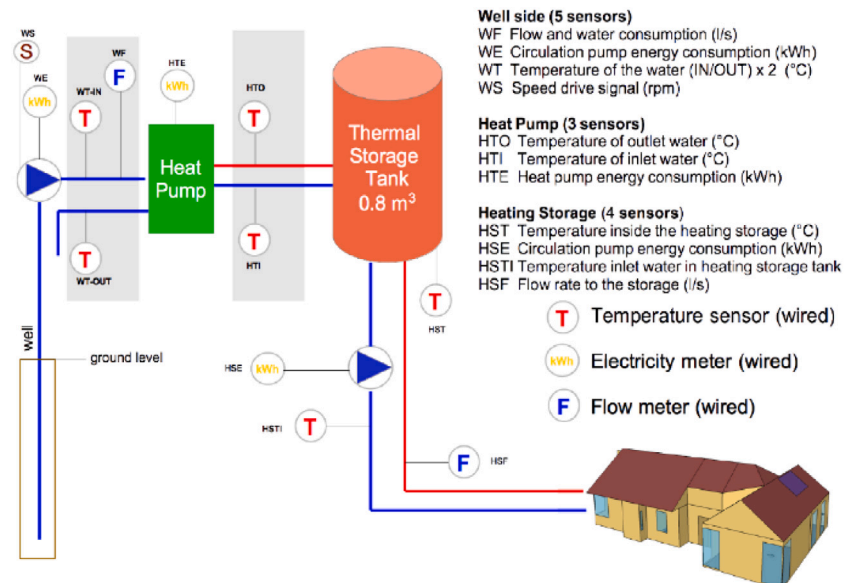 WS
S
WE
kWh
WT-IN
T
WF
F
HTE
kWh
HTO
T
Heat
Pump
T
WT-OUT
T
HTI
Thermal
Storage
Tank
0.8 m³
T
HST
well
ground level
HSE
kWh
HSTI
T
F
HSF
Well side (5 sensors)
WF Flow and water consumption (l/s)
WE Circulation pump energy consumption (kWh)
WT Temperature of the water (IN/OUT) x 2 (°C)
WS Speed drive signal (rpm)
Heat Pump (3 sensors)
HTO Temperature of outlet water (°C)
HTI Temperature of inlet water (°C)
HTE Heat pump energy consumption (kWh)
Heating Storage (4 sensors)
HST Temperature inside the heating storage (°C)
HSE Circulation pump energy consumption (kWh)
HSTI Temperature inlet water in heating storage tank
HSF Flow rate to the storage (l/s)
T Temperature sensor (wired)
kWh Electricity meter (wired)
F Flow meter (wired)